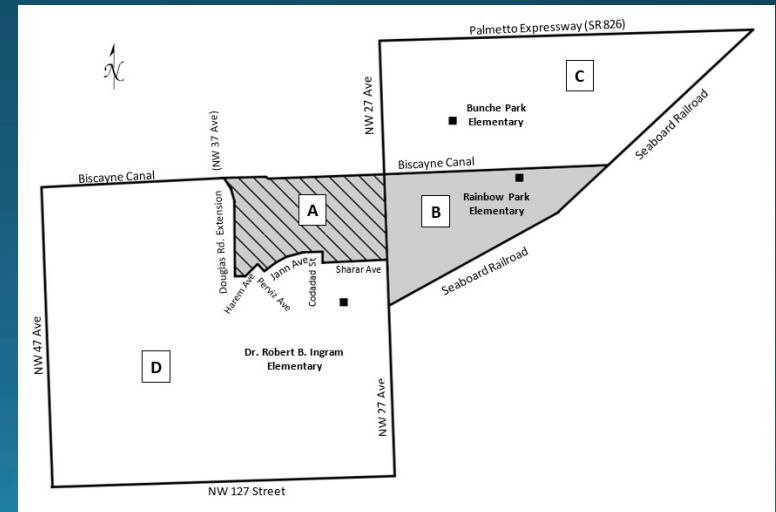 Palmetto Expressway (SR 826)
N
C
NW 27 Ave
Bunche Park
Elementary
Seaboard Railroad
(NW 37 Ave)
Biscayne Canal
Biscayne Canal
Rainbow Park
Elementary
A
B
Douglas Rd. Extension
Jann Ave
Sharar Ave
Seaboard Railroad
Harem Ave
Perviz Ave
Codadad St
NW 47 Ave
D
Dr. Robert B. Ingram
Elementary
NW 27 Ave
NW 127 Street